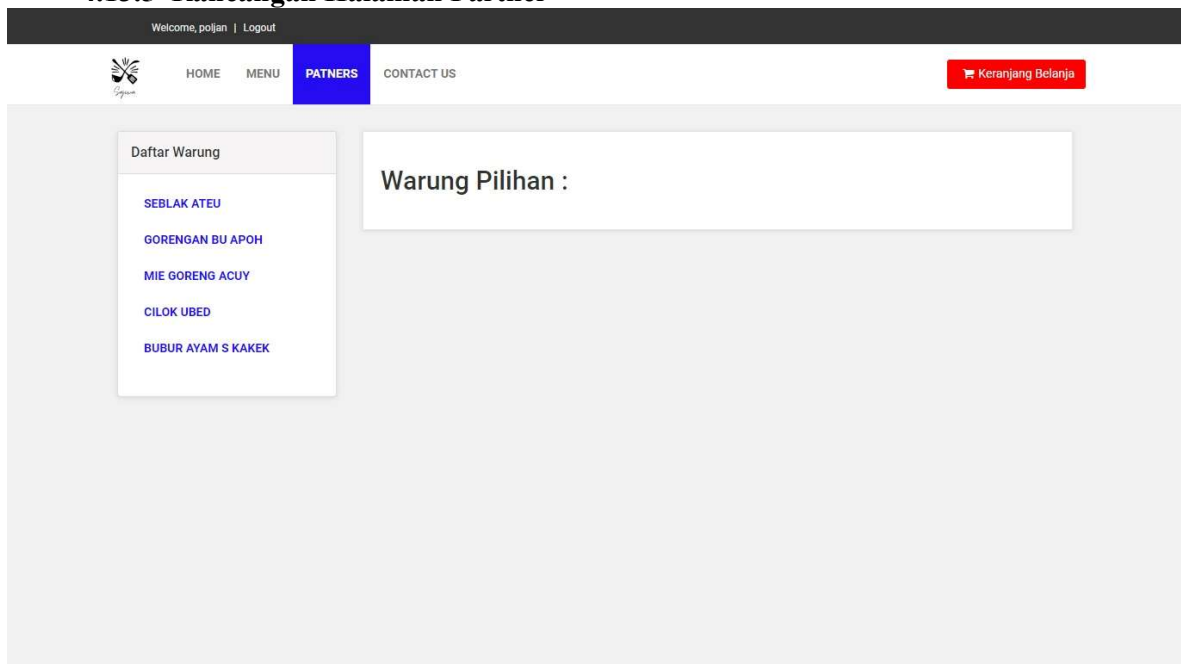 Welcome, poljan | Logout
HOME MENU PATNERS CONTACT US Keranjang Belanja
Daftar Warung
SEBLAK ATEU
GORENGAN BU APOH
MIE GORENG ACUY
CILOK UBED
BUBUR AYAM S KAKEK
Warung Pilihan :